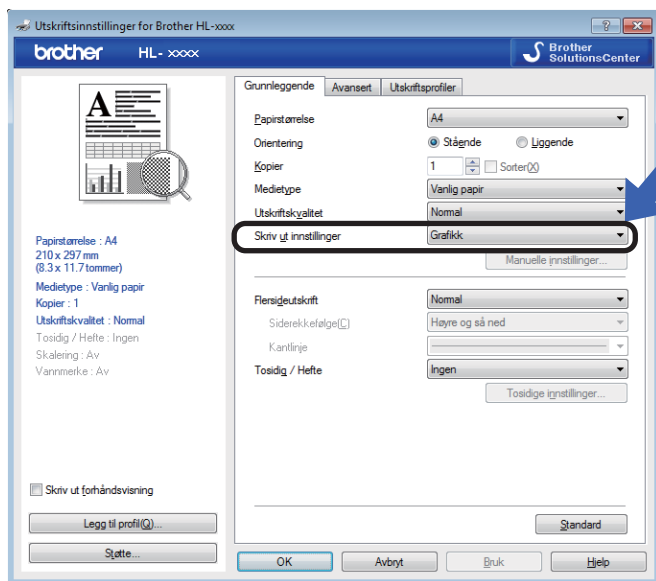 Utskriftsinnstillinger for Brother HL-xxxx
brother HL- xxxx
Brother
SolutionsCenter
A
Papirstørrelse : A4
210 x 297 mm
(8.3 x 11.7 tommer)
Medietype : Vanlig papir
Kopier : 1
Utskriftskvalitet : Normal
Tosidig / Hefte : Ingen
Skalering : Av
Vannmerke : Av
Skriv ut forhåndsvisning
Legg til profil(Q)...
Støtte...
Grunnleggende Avansert Utskriftsprofiler
Papirstørrelse A4
Orientering Stående Liggende
Kopier 1 Sorter(X)
Medietype Vanlig papir
Utskriftskvalitet Normal
Skriv ut innstillinger Grafikk
Manuelle innstillinger...
Flersideutskrift Normal
Siderekkefølge(C) Høyre og så ned
Kantlinje
Tosidig / Hefte Ingen
Tosidige innstillinger...
Standard
OK Avbryt Bruk Hjelp